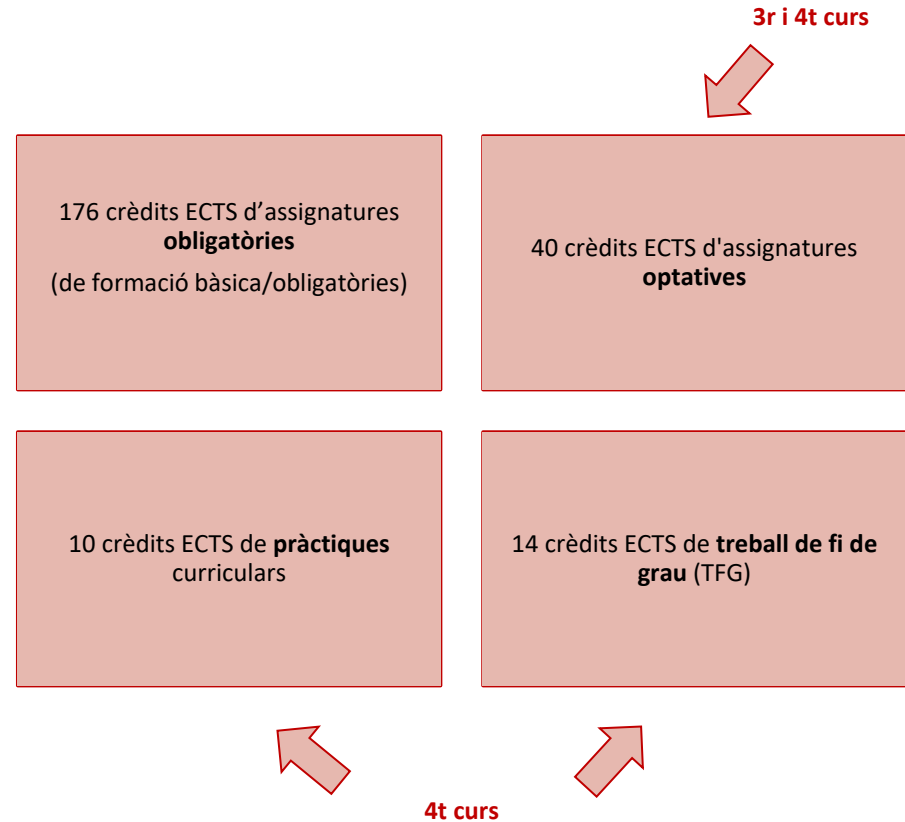 3r i 4t curs
176 crèdits ECTS d’assignatures
obligatòries
(de formació bàsica/obligatòries)
40 crèdits ECTS d'assignatures
optatives
10 crèdits ECTS de pràctiques
curriculars
14 crèdits ECTS de treball de fi de
grau (TFG)
4t curs